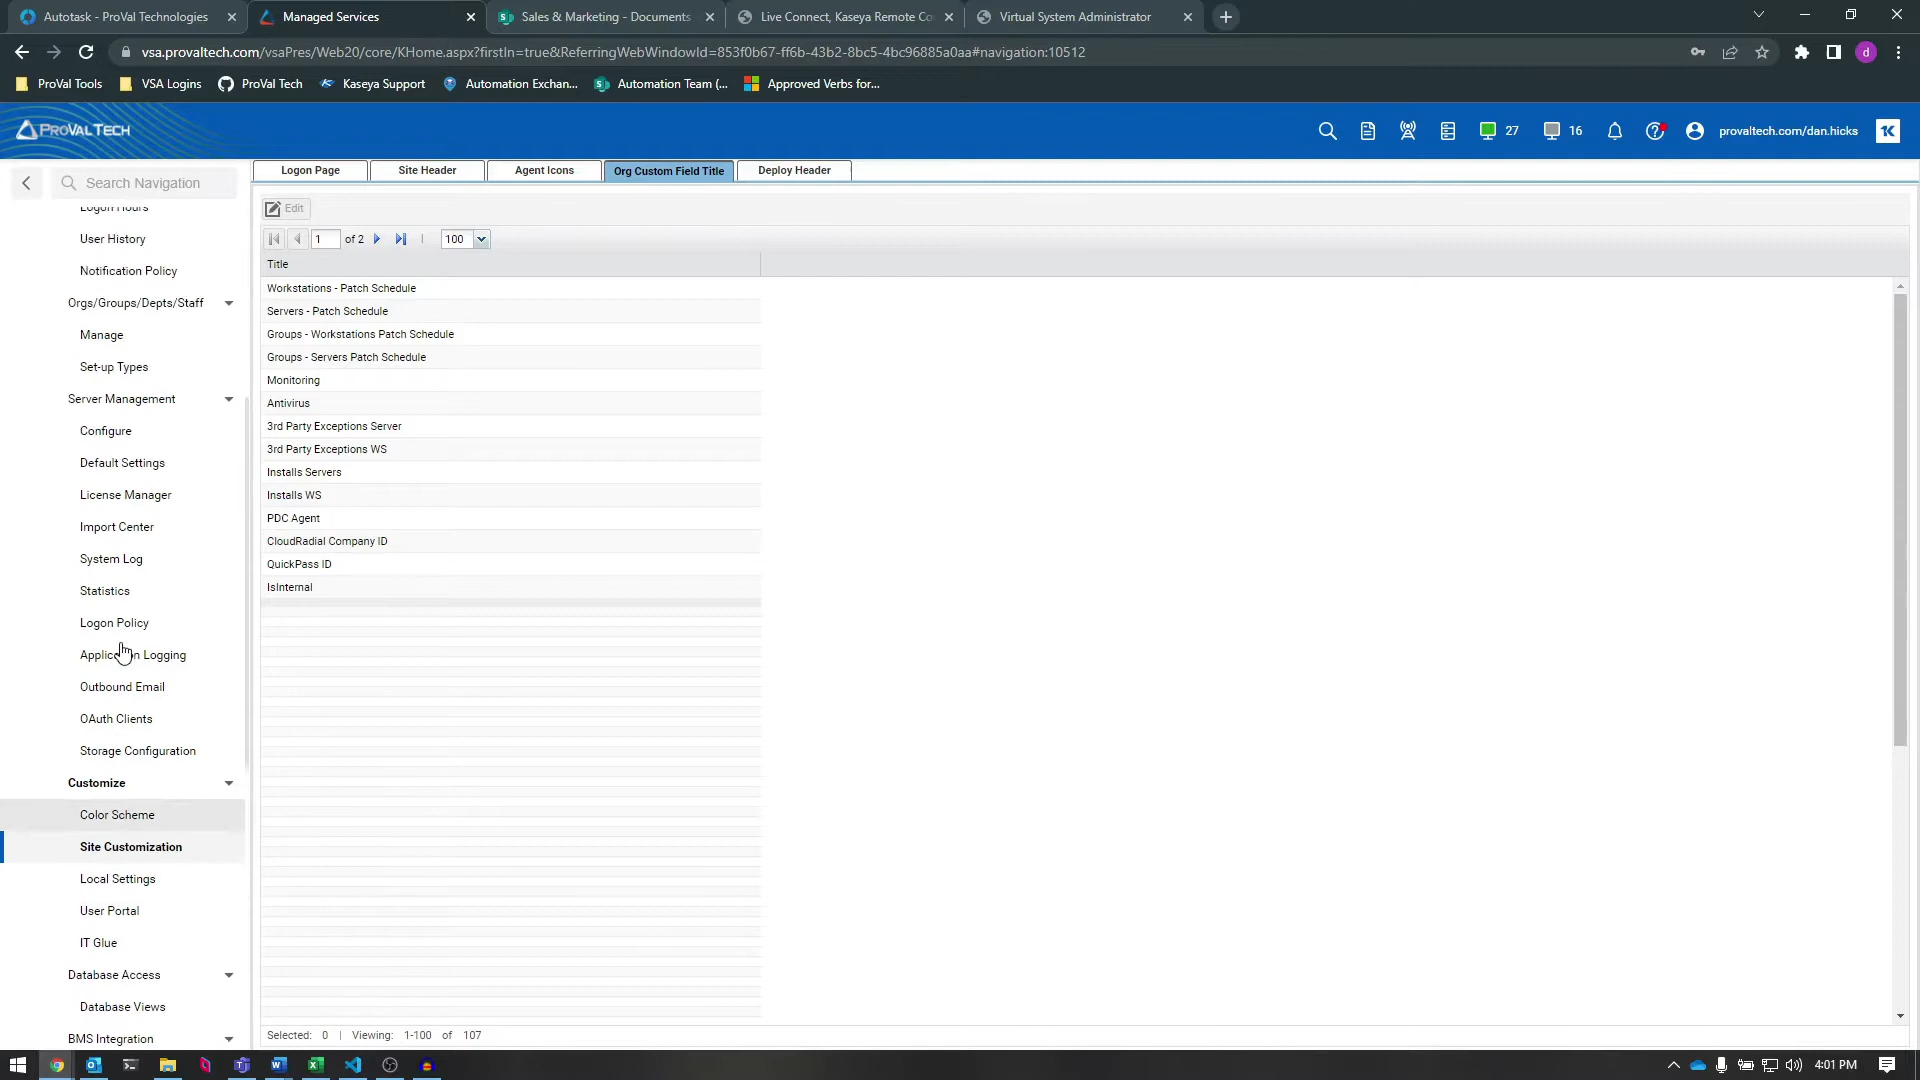 Autotask - ProVal Technologies
Managed Services
Sales & Marketing - Documents
Live Connect, Kaseya Remote Co
Virtual System Administrator
vsa.provaltech.com/vsaPres/Web20/core/KHome.aspx?firstIn=true&ReferringWebWindowId=853f0b67-ff6b-43b2-8bc5-4bc96885a0aa#navigation:10512
d
ProVal Tools
VSA Logins
ProVal Tech
Kaseya Support
Automation Exchan...
Automation Team (...
Approved Verbs for...
PROVAL TECH
27
16
provaltech.com/dan.hicks
Search Navigation
Logon Page
Site Header
Agent Icons
Org Custom Field Title
Deploy Header
Edit
1 of 2
100
Title
Workstations - Patch Schedule
Servers - Patch Schedule
Groups - Workstations Patch Schedule
Groups - Servers Patch Schedule
Monitoring
Antivirus
3rd Party Exceptions Server
3rd Party Exceptions WS
Installs Servers
Installs WS
PDC Agent
CloudRadial Company ID
QuickPass ID
IsInternal
Selected: 0 | Viewing: 1-100 of 107
Logon Hours
User History
Notification Policy
Orgs/Groups/Depts/Staff
Manage
Set-up Types
Server Management
Configure
Default Settings
License Manager
Import Center
System Log
Statistics
Logon Policy
Application Logging
Outbound Email
OAuth Clients
Storage Configuration
Customize
Color Scheme
Site Customization
Local Settings
User Portal
IT Glue
Database Access
Database Views
BMS Integration
4:01 PM